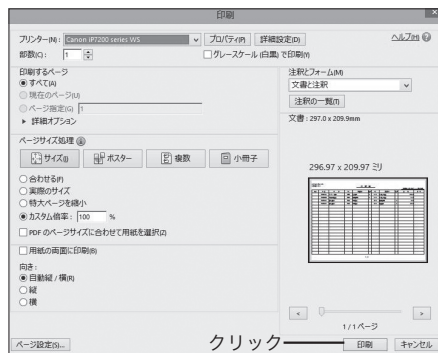 印刷
プリンター(N): Canon iP7200 series WS プロパティ(P) 詳細設定(D) ヘルプ(H)
部数(C): 1 グレースケール (白黒) で印刷(Y)
印刷するページ
すべて(A)
現在のページ(U)
ページ指定(G) 1
詳細オプション
ページサイズ処理
サイズ(I) ポスター 複数 小冊子
合わせる(F)
実際のサイズ
特大ページを縮小
カスタム倍率: 100 %
PDF のページサイズに合わせて用紙を選択(Z)
用紙の両面に印刷(B)
向き:
自動縦 / 横(R)
縦
横
注釈とフォーム(M)
文書と注釈
注釈の一覧(T)
文書: 297.0 x 209.9mm
296.97 x 209.97 ミリ
< >
1 / 1 ページ
ページ設定(S)... クリック 印刷 キャンセル